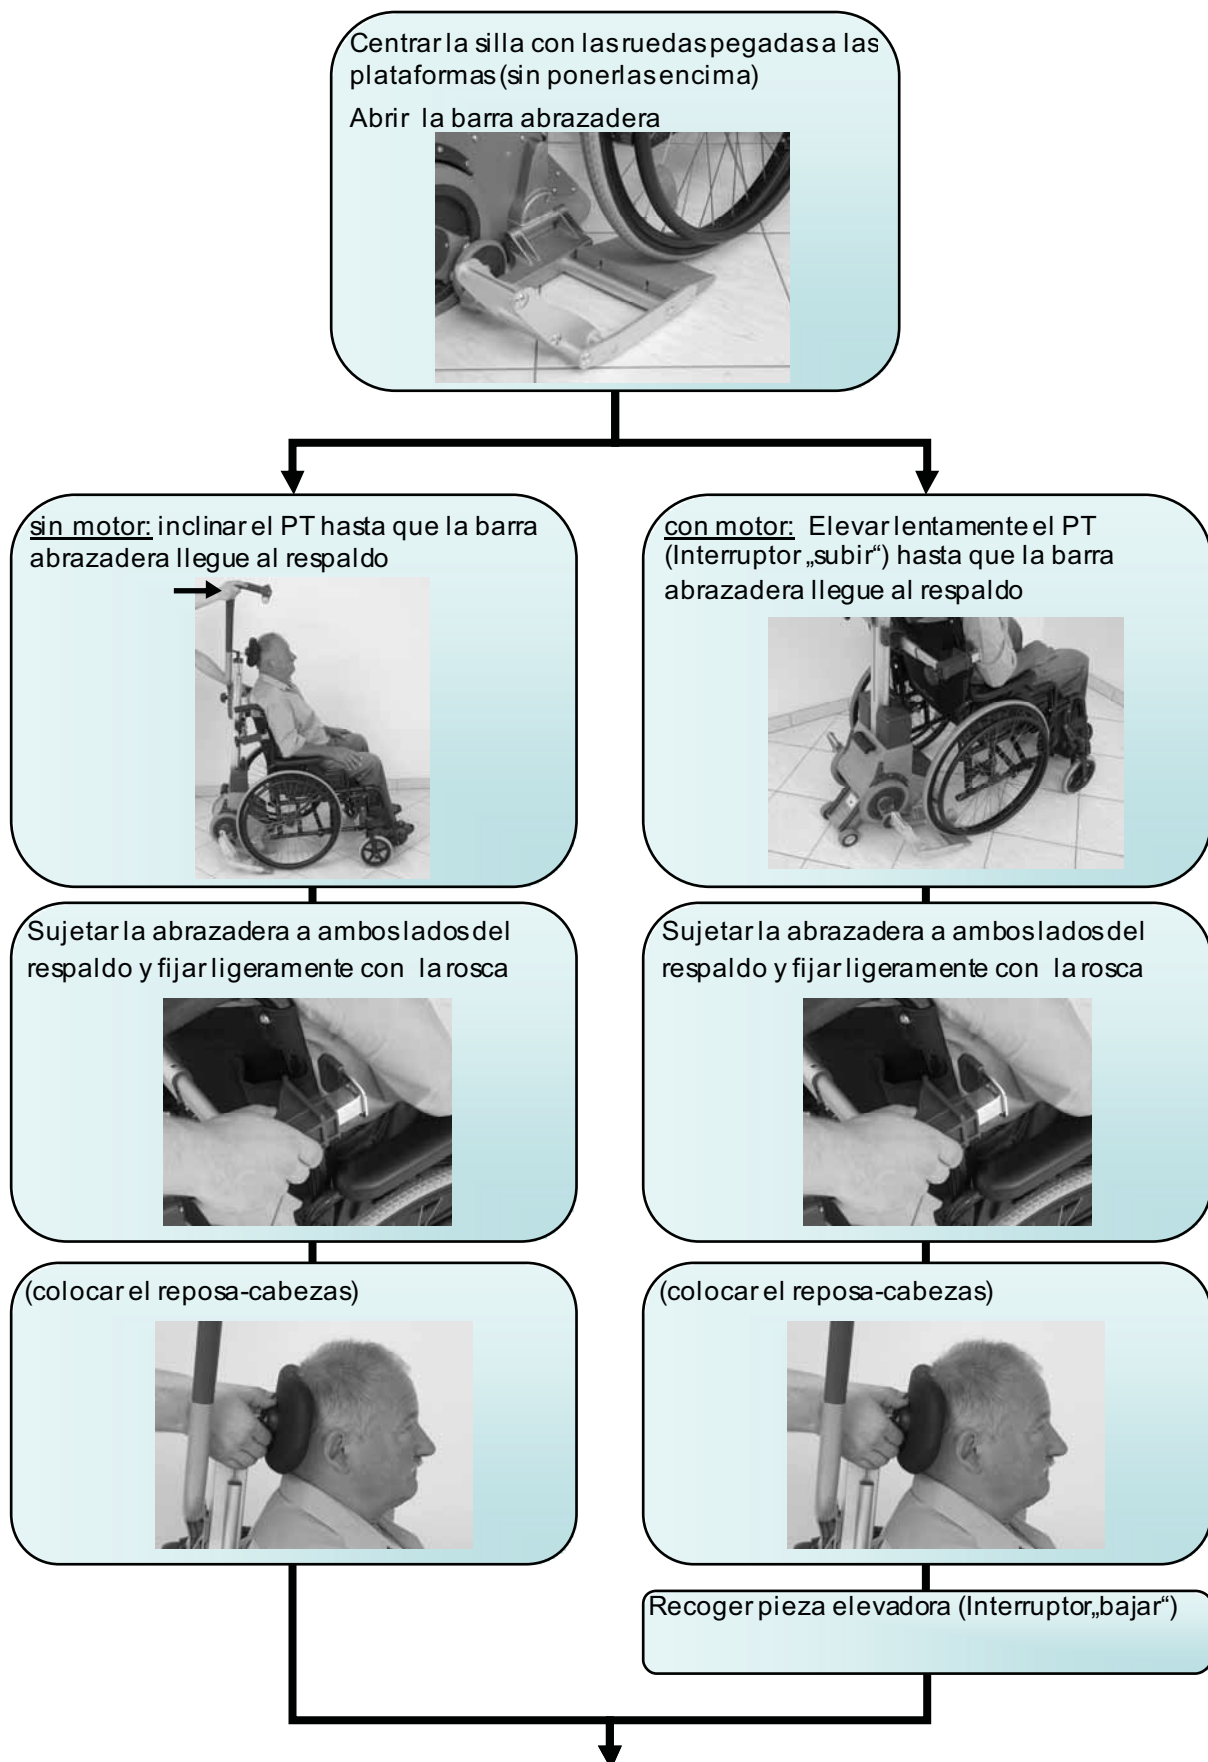 Centrar la silla con las ruedas pegadas a las
plataformas (sin ponerlas encima)
Abrir la barra abrazadera
sin motor: inclinar el PT hasta que la barra
abrazadera llegue al respaldo
con motor: Elevar lentamente el PT
(Interruptor „subir“) hasta que la barra
abrazadera llegue al respaldo
Sujetar la abrazadera a ambos lados del
respaldo y fijar ligeramente con la rosca
Sujetar la abrazadera a ambos lados del
respaldo y fijar ligeramente con la rosca
(colocar el reposa-cabezas)
(colocar el reposa-cabezas)
Recoger pieza elevadora (Interruptor„bajar“)